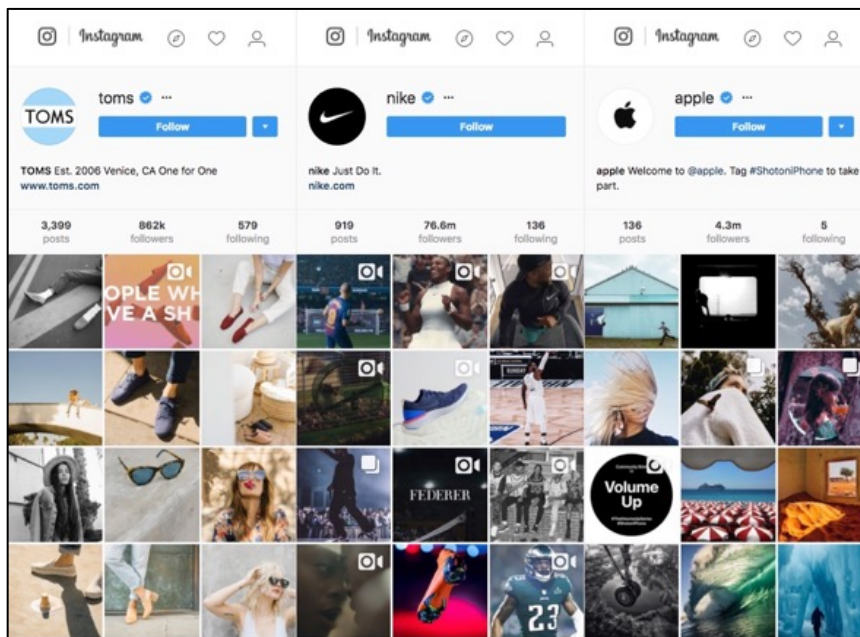 Instagram
toms
TOMS
Follow
TOMS Est. 2006 Venice, CA One for One
www.toms.com
3,399 862k 579
posts followers following
OPLE WH
VE A SH
Instagram
nike
Follow
nike Just Do It.
nike.com
919 76.6m 136
posts followers following
SUNDAY
FEDERER
23
Instagram
apple
Follow
apple Welcome to @apple. Tag #ShotoniPhone to take
part.
136 4.3m 5
posts followers following
Volume
Up
#ShotoniPhone